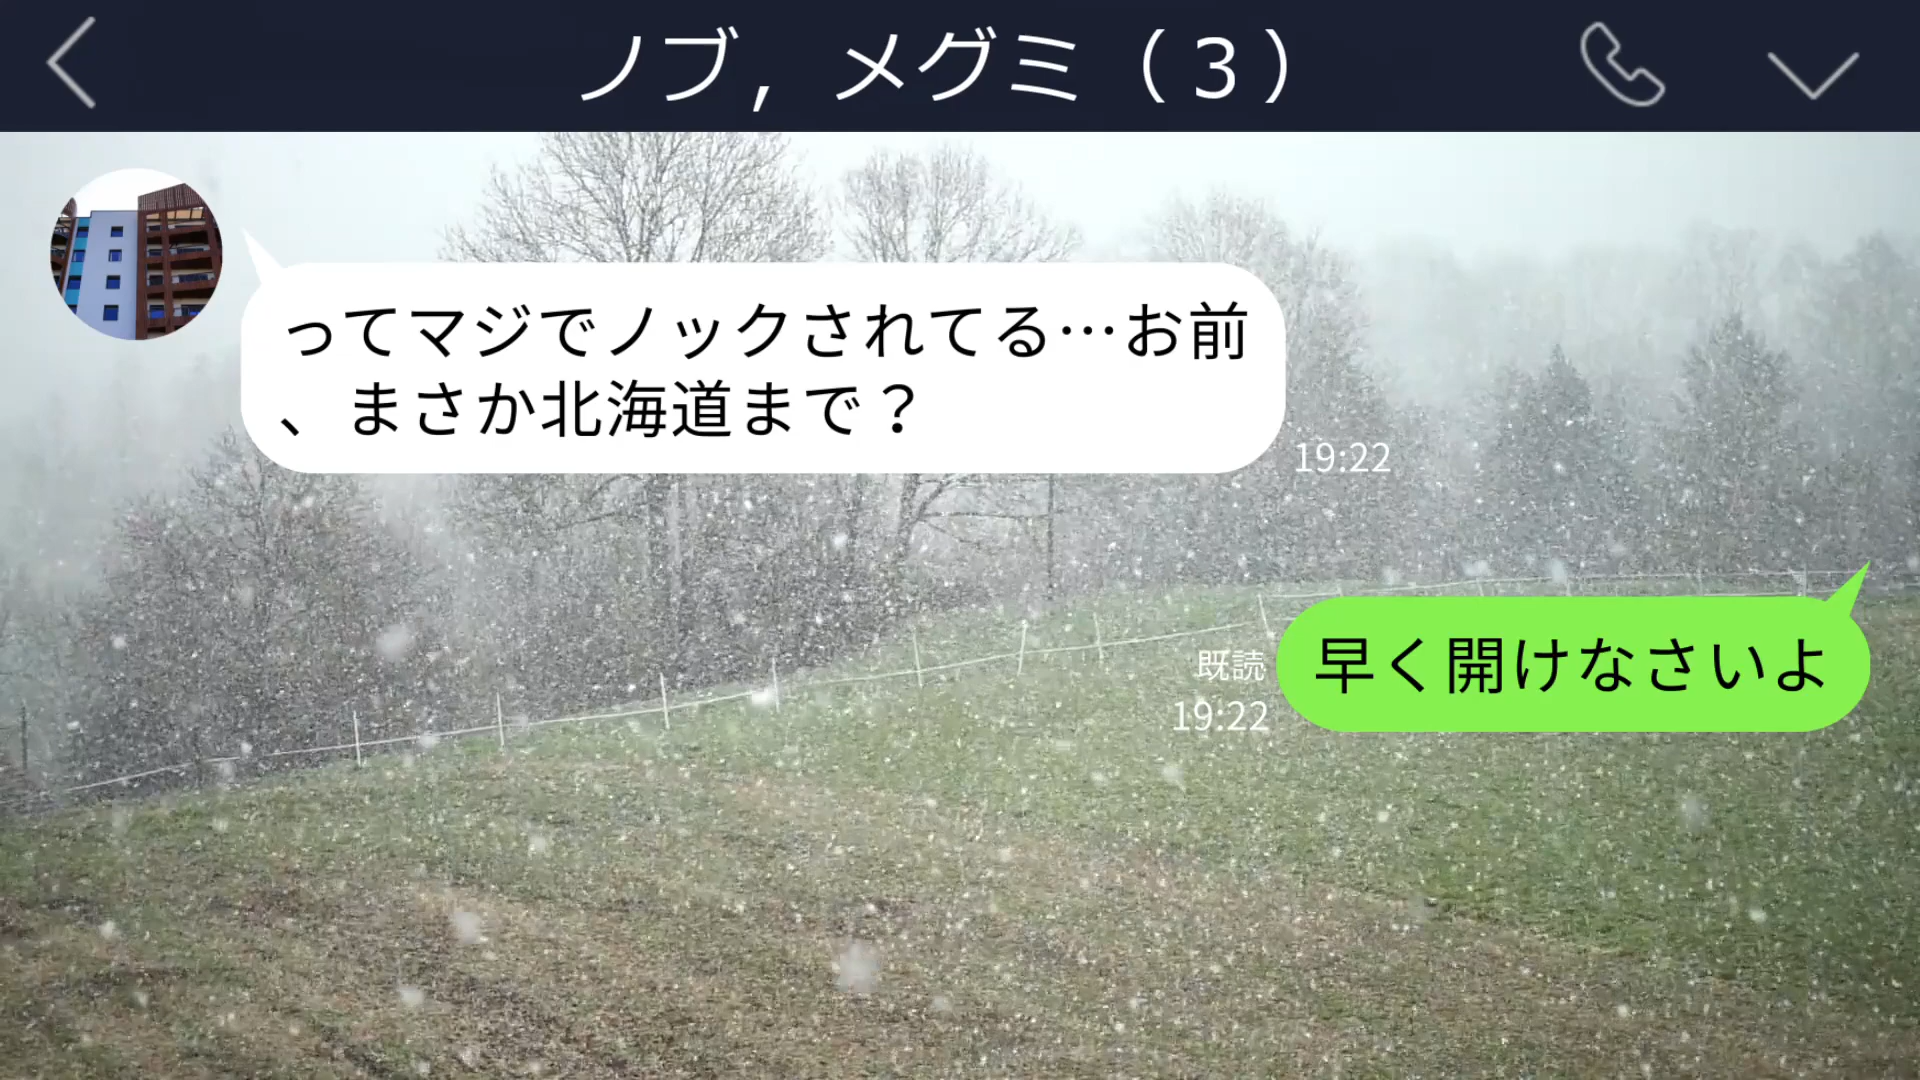 ノブ，メグミ（３）
ってマジでノックされてる…お前
、まさか北海道まで？
19:22
早く開けなさいよ
既読
19:22